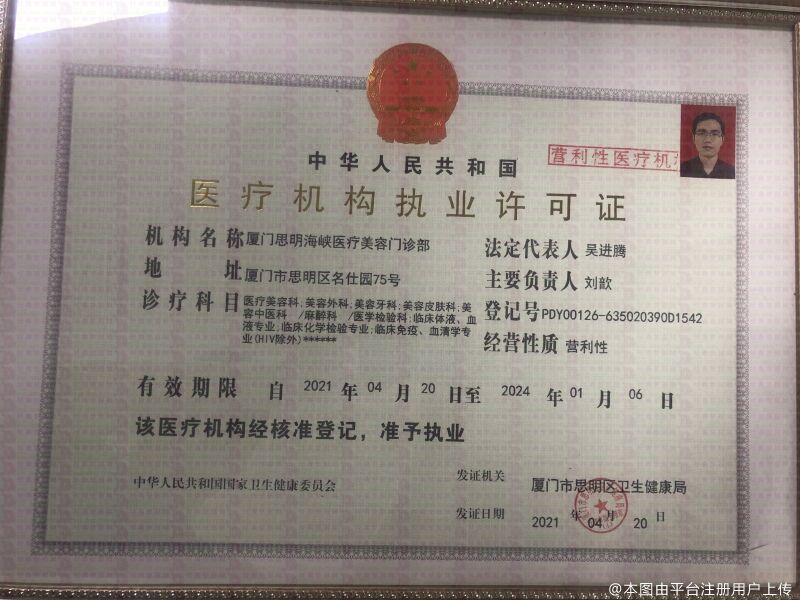 中华人民共和国
营利性医疗机
医疗机构执业许可证
机构名称 厦门思明海峡医疗美容门诊部
法定代表人 吴进腾
地 址 厦门市思明区名仕园75号
主要负责人 刘歆
诊疗科目 医疗美容科;美容外科;美容牙科;美容皮肤科;美
容中医科 /麻醉科 /医学检验科;临床体液、血
液专业;临床化学检验专业;临床免疫、血清学专
业(HIV除外)******
登记号 PDY00126-635020390D1542
经营性质 营利性
有效期限 自 2021 年 04 月 20 日至 2024 年 01 月 06 日
该医疗机构经核准登记，准予执业
中华人民共和国国家卫生健康委员会
发证机关 厦门市思明区卫生健康局
发证日期 2021 年 04 月 20 日
@本图由平台注册用户上传